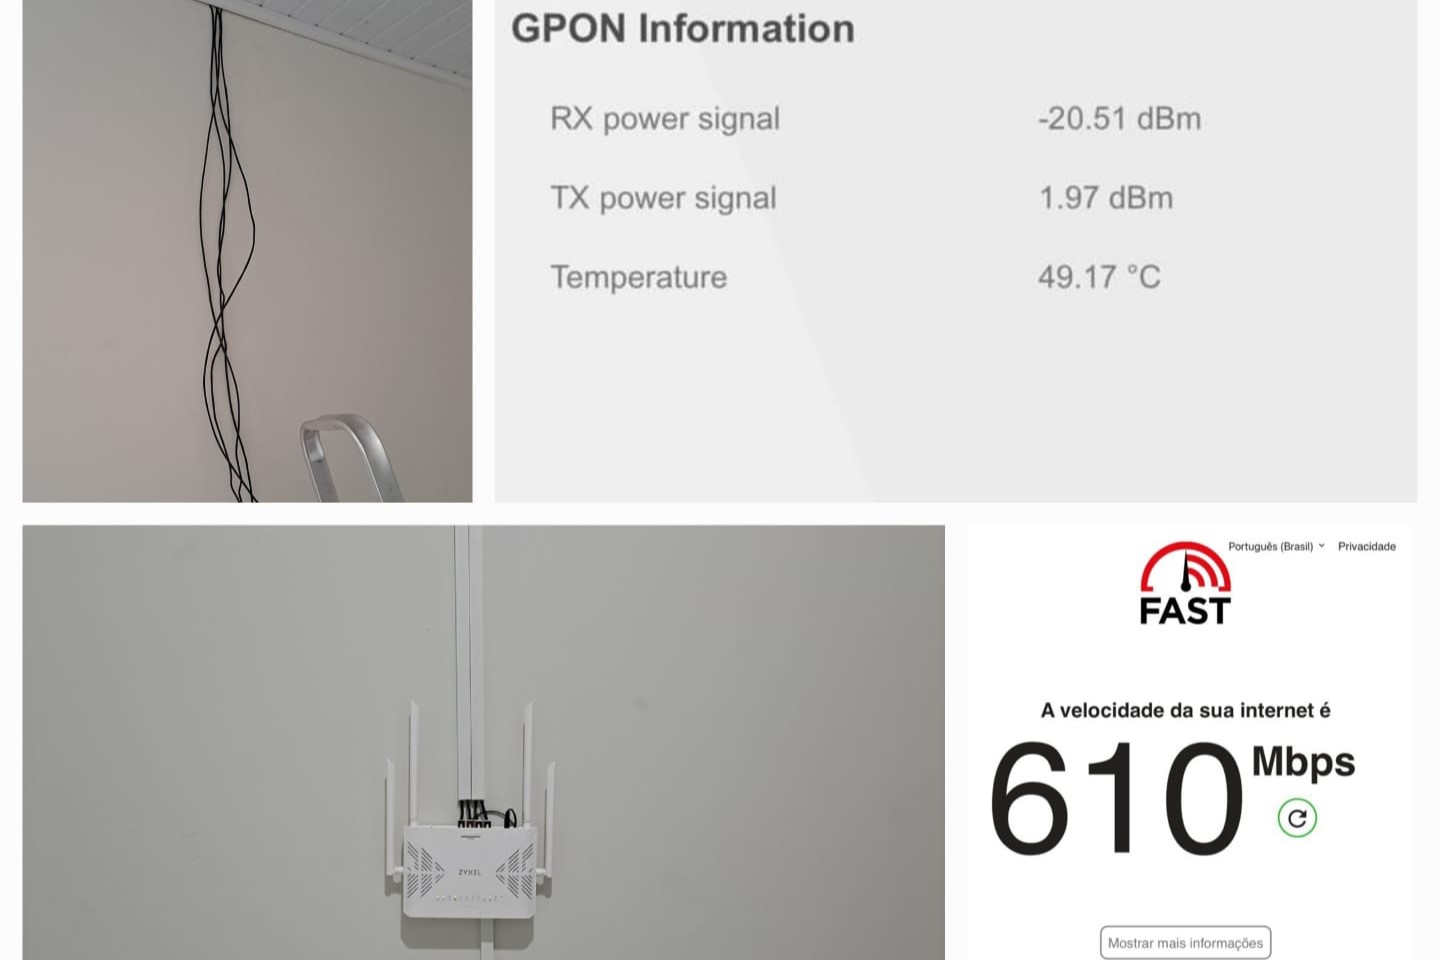 GPON Information
RX power signal -20.51 dBm
TX power signal 1.97 dBm
Temperature 49.17 °C
ZYXEL
Português (Brasil) Privacidade
FAST
A velocidade da sua internet é
610 Mbps
Mostrar mais informações